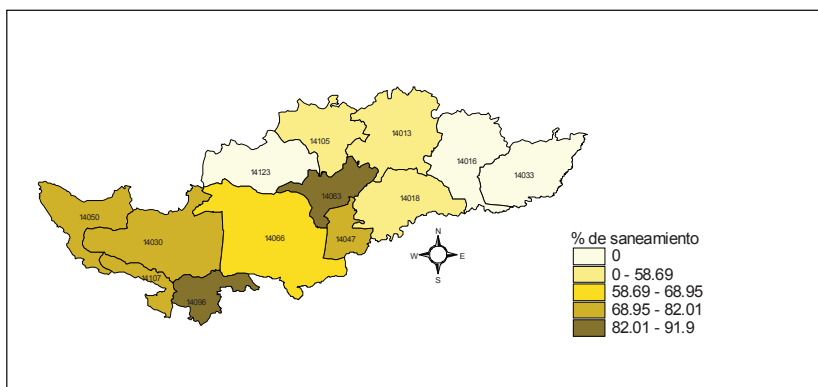 14105
14013
14123
14016
14033
14063
14018
14050
14030
14066
14047
14107
14096
N
W E
S
% de saneamiento
0
0 - 58.69
58.69 - 68.95
68.95 - 82.01
82.01 - 91.9